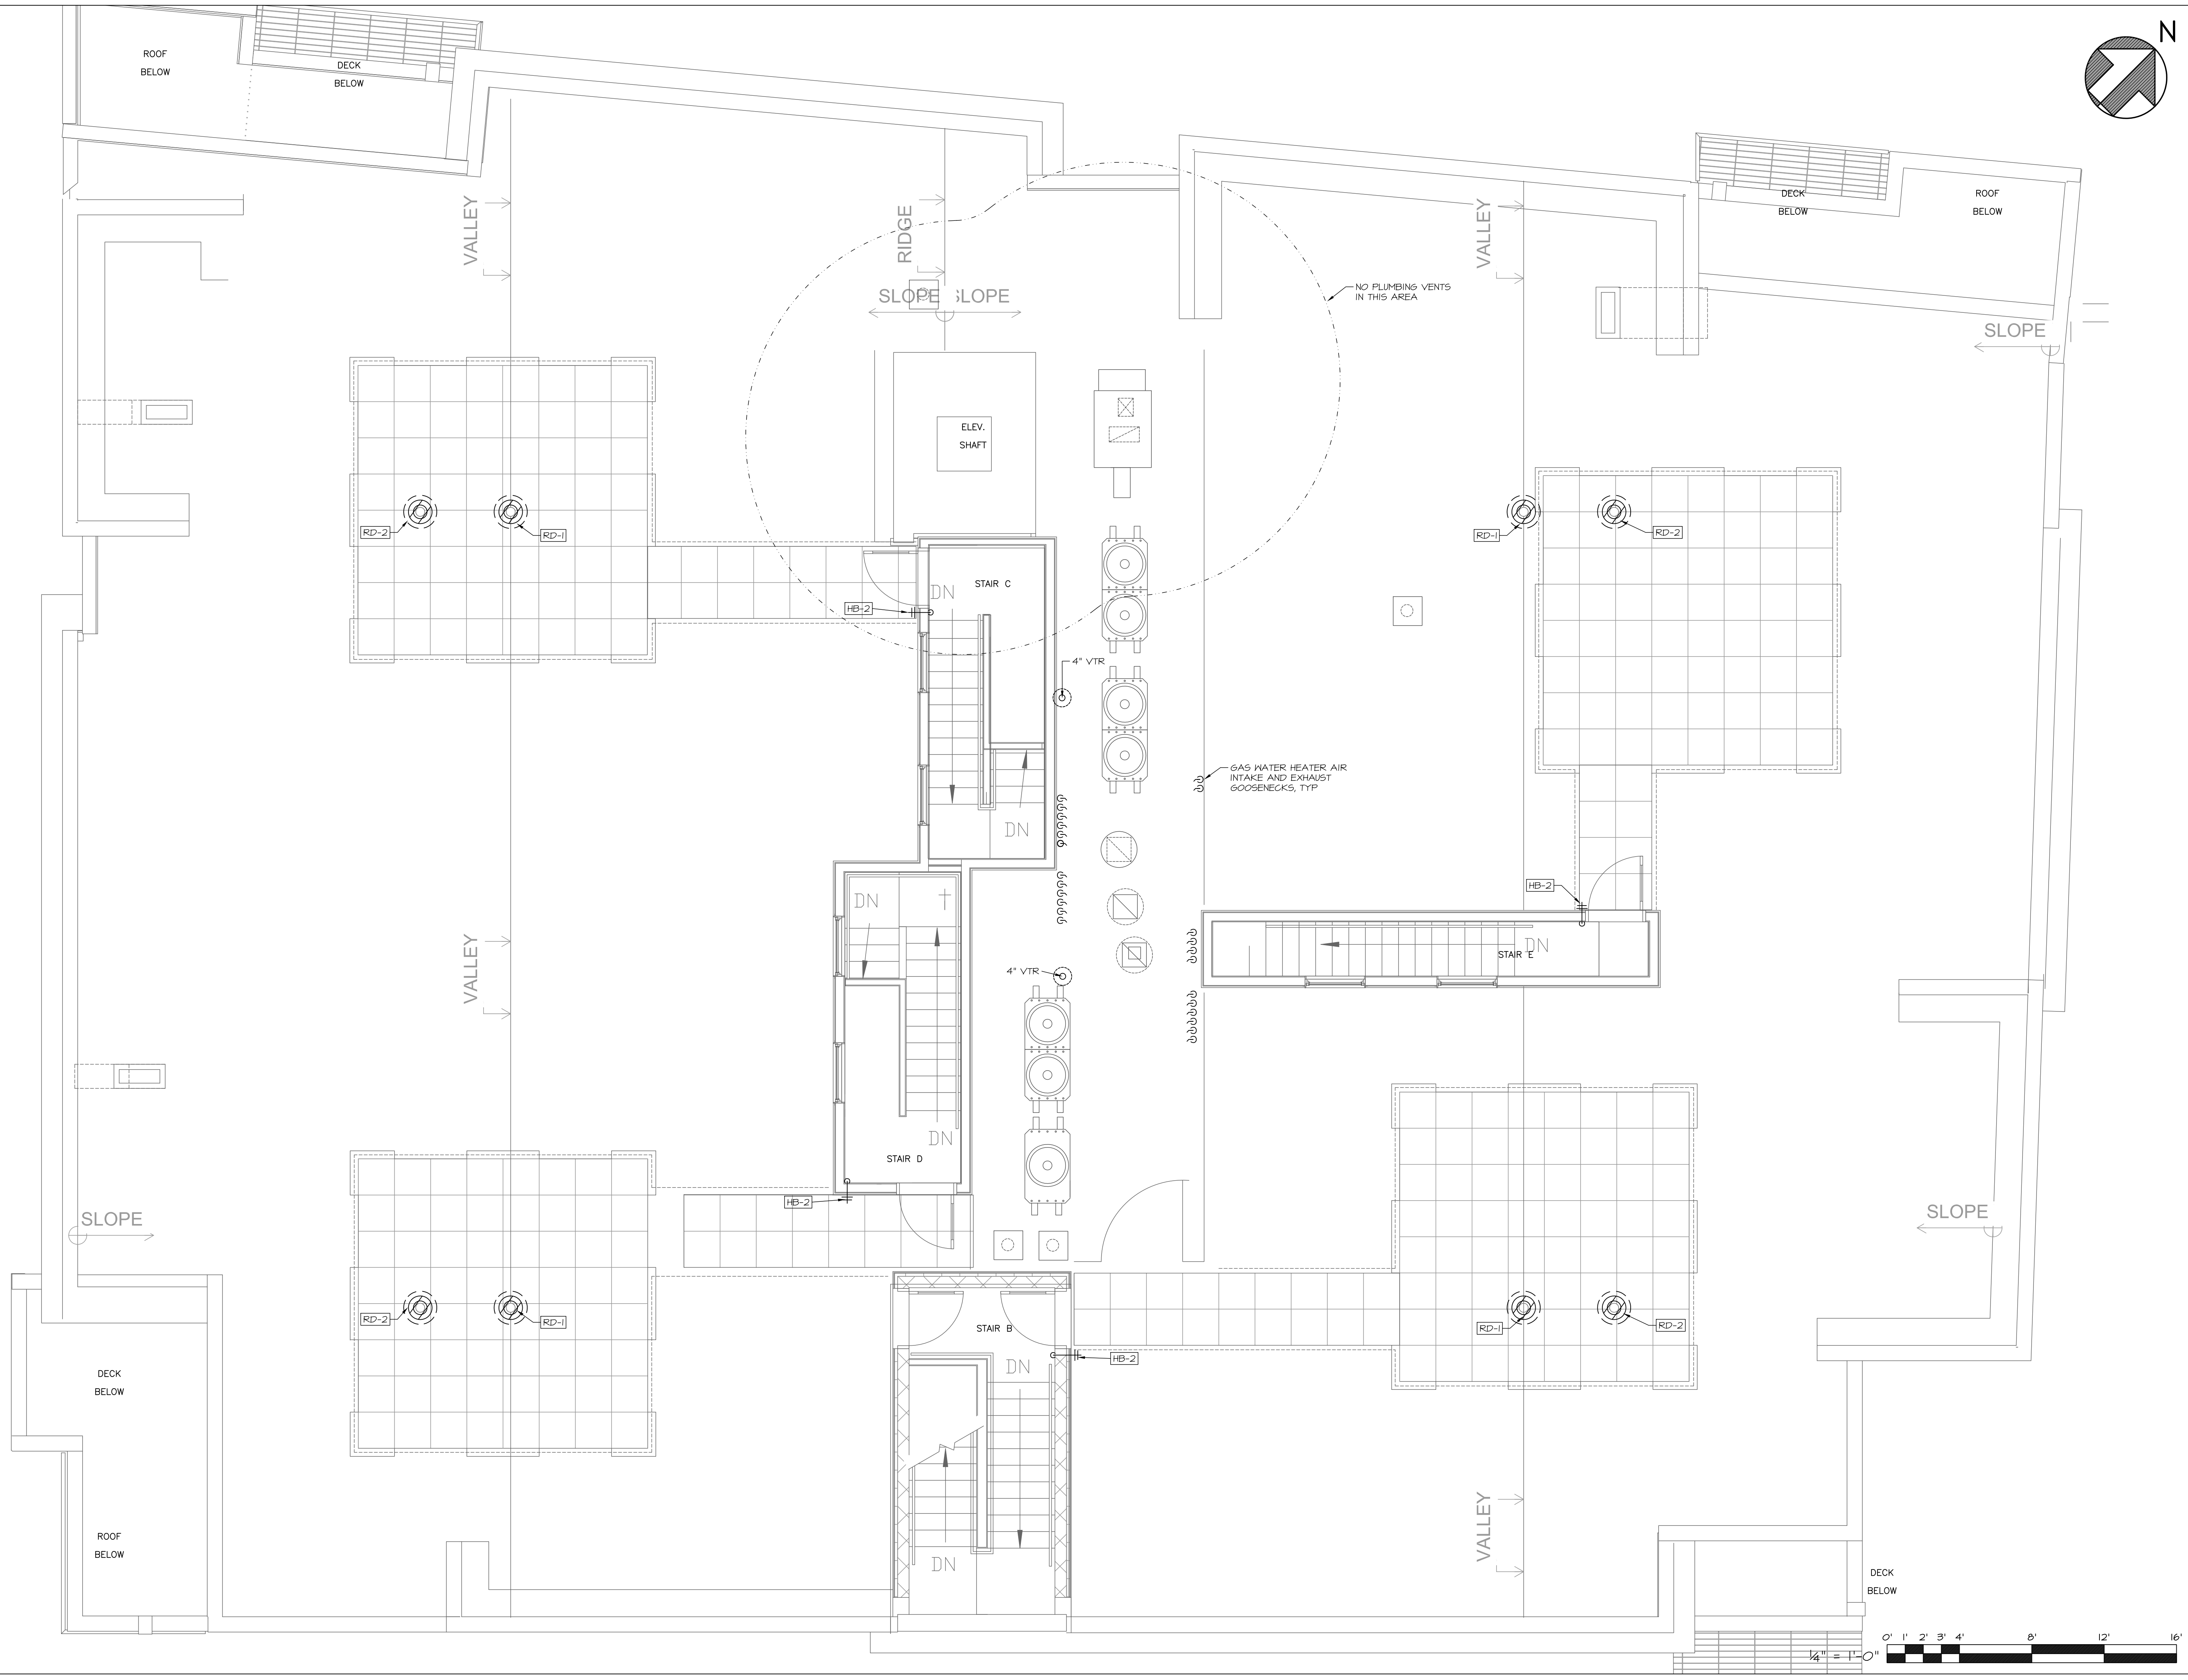 N
ROOF
BELOW
DECK
BELOW
DECK
BELOW
ROOF
BELOW
VALLEY
RIDGE
VALLEY
SLOPE
SLOPE
NO PLUMBING VENTS
IN THIS AREA
SLOPE
ELEV.
SHAFT
RD-2
RD-1
RD-1
RD-2
STAIR C
DN
HB-2
4" VTR
GAS WATER HEATER AIR
INTAKE AND EXHAUST
GOOSENECKS, TYP
DN
HB-2
DN
DN
STAIR E
VALLEY
4" VTR
DN
STAIR D
HB-2
SLOPE
SLOPE
RD-2
RD-1
STAIR B
RD-1
RD-2
HB-2
DN
DECK
BELOW
VALLEY
ROOF
BELOW
DN
DECK
BELOW
0' 1' 2' 3' 4' 8' 12' 16'
1/4" = 1'-0"